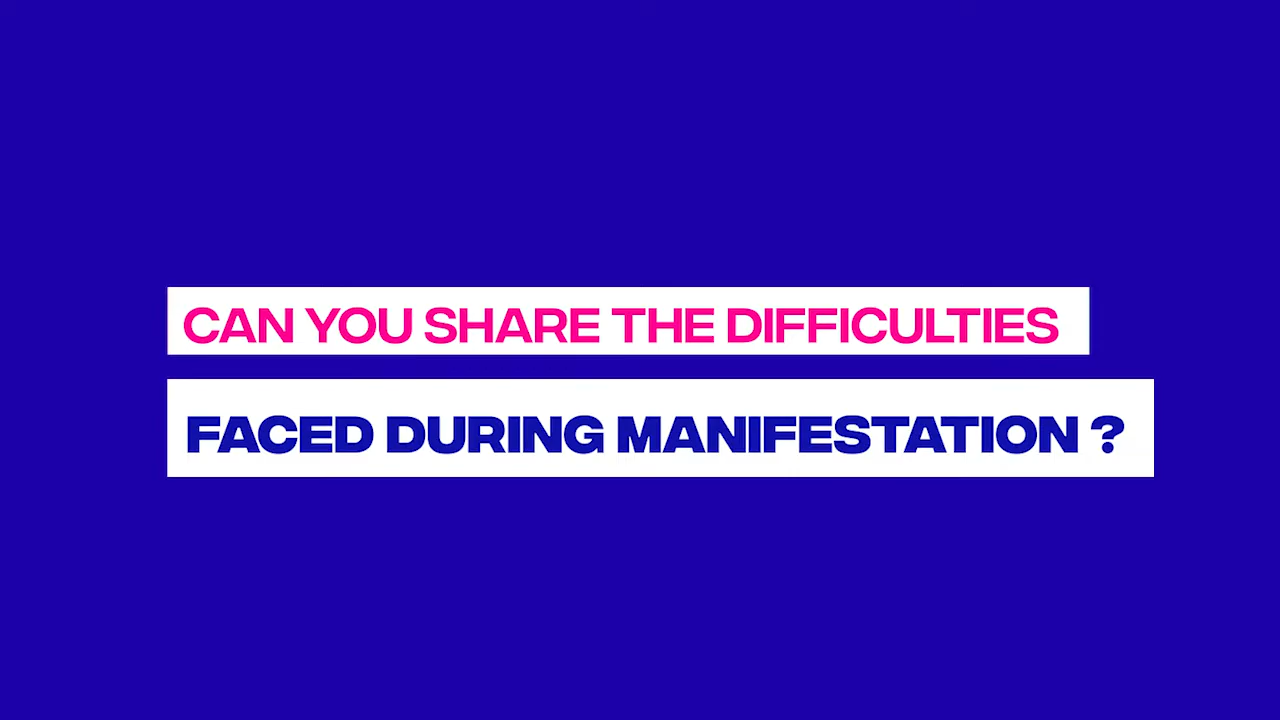 CAN YOU SHARE THE DIFFICULTIES
FACED DURING MANIFESTATION ?